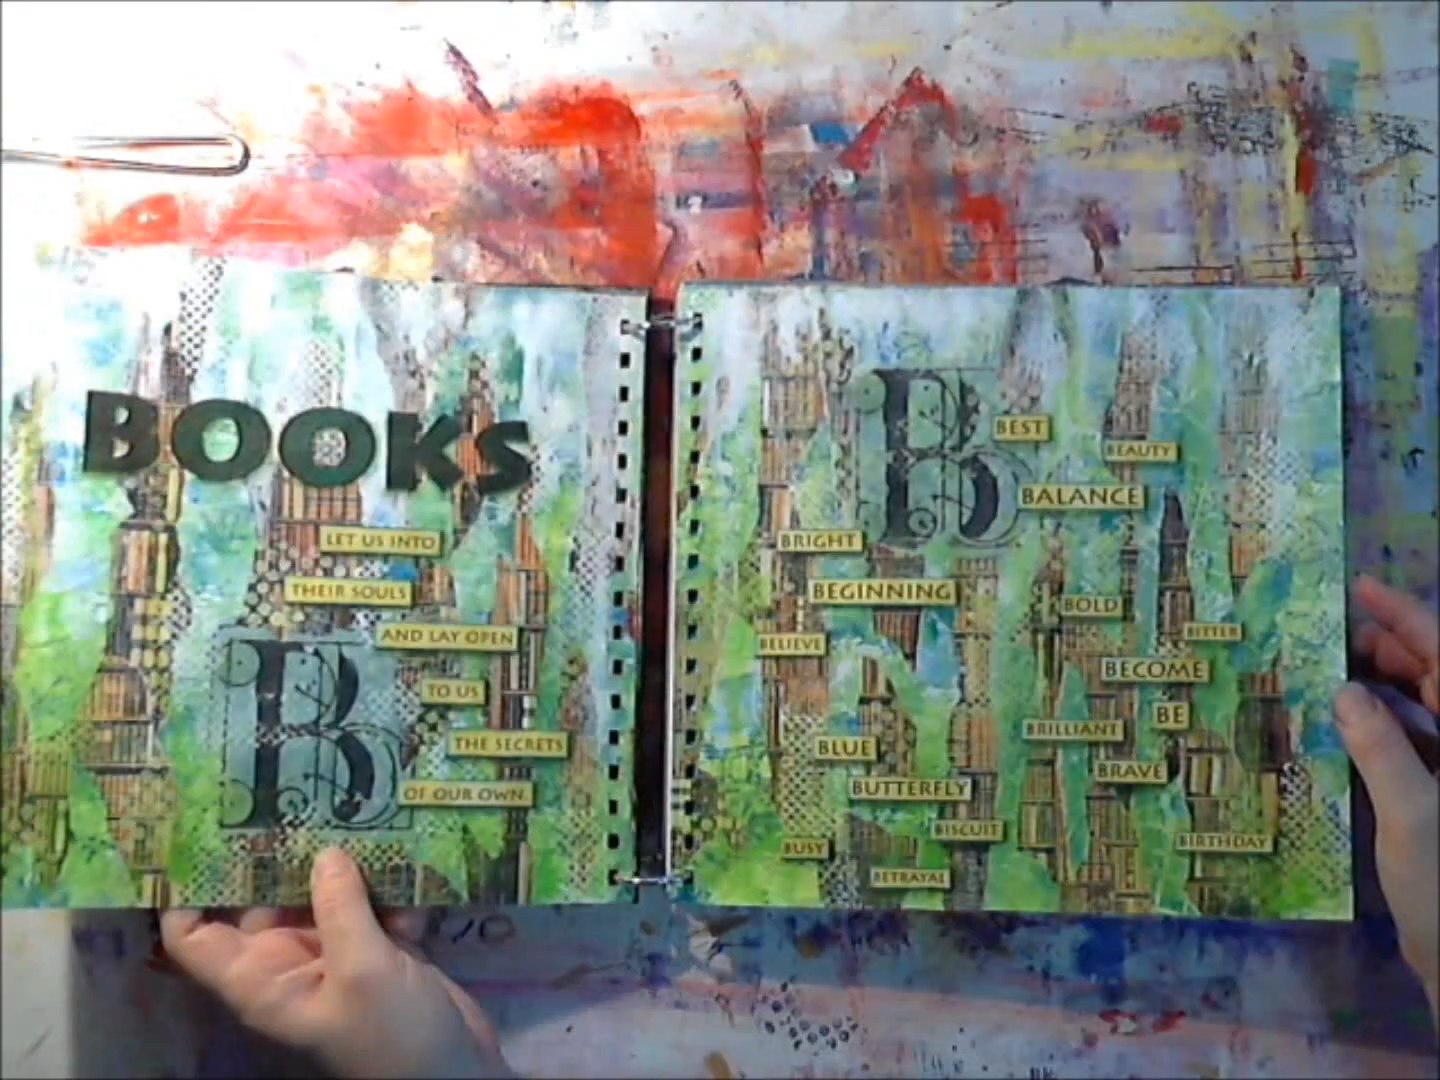 BOOKS
LET US INTO
THEIR SOULS
AND LAY OPEN
TO US
THE SECRETS
OF OUR OWN.
B
B
BEST
BEAUTY
BALANCE
BRIGHT
BEGINNING
BOLD
BELIEVE
BITTER
BECOME
BE
BRILLIANT
BLUE
BRAVE
BUTTERFLY
BISCUIT
BIRTHDAY
BUSY
BETRAYAL